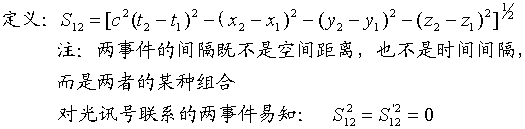 定义：S₁₂ = [c²(t₂ − t₁)² − (x₂ − x₁)² − (y₂ − y₁)² − (z₂ − z₁)²]^½
注：两事件的间隔既不是空间距离，也不是时间间隔，
而是两者的某种组合
对光讯号联系的两事件易知：  S₁₂² = S′₁₂² = 0